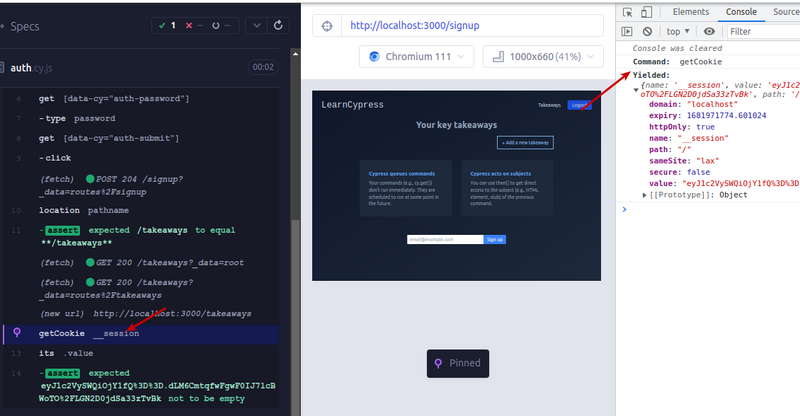 Specs
1
--
auth.cy.js
00:02
6 get [data-cy="auth-password"]
7 -type password
8 get [data-cy="auth-submit"]
9 -click
(fetch) POST 204 /signup?
_data=routes%2Fsignup
10 location pathname
11 -assert expected /takeaways to equal
**/takeaways**
(fetch) GET 200 /takeaways?_data=root
(fetch) GET 200 /takeaways?
_data=routes%2Ftakeaways
(new url) http://localhost:3000/takeaways
getCookie __session
13 its .value
14 -assert expected
eyJ1c2VySWQiOjY1fQ%3D%3D.dLM6CmtqfwFgwF0IJ7lcB
WoTO%2FLGN2D0jdSa33zTvBk not to be empty
http://localhost:3000/signup
Chromium 111
1000x660 (41%)
LearnCypress
Takeaways
Logout
Your key takeaways
+ Add a new takeaway
Cypress queues commands
Your commands (e.g., cy.get())
don't run immediately. They are
scheduled to run at some point in
the future.
Cypress acts on subjects
You can use then() to get direct
access to the subject (e.g., HTML
element, stub) of the previous
command.
email@example.com
Sign up
Pinned
Elements
Console
Sources
top
Filter
Console was cleared
Command: getCookie
Yielded:
{name: '__session', value: 'eyJ1c2
oTO%2FLGN2D0jdSa33zTvBk', path: '/
domain: "localhost"
expiry: 1681971774.601024
httpOnly: true
name: "__session"
path: "/"
sameSite: "lax"
secure: false
value: "eyJ1c2VySWQiOjY1fQ%3D%3D
[[Prototype]]: Object